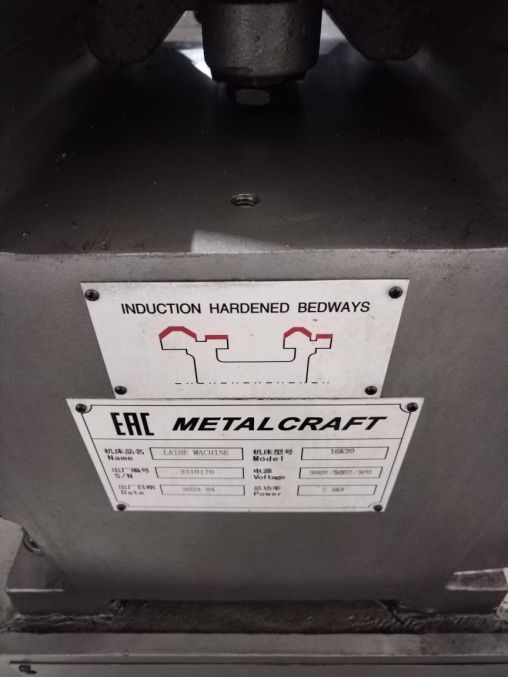 INDUCTION HARDENED BEDWAYS
EAC METALCRAFT
机床品名 LATHE MACHINE 机床型号 16K20
Name Model
出厂编号 2310170 电源 380V/50HZ/3PH
S/N Voltage
出厂日期 2024 04 总功率
Date Power